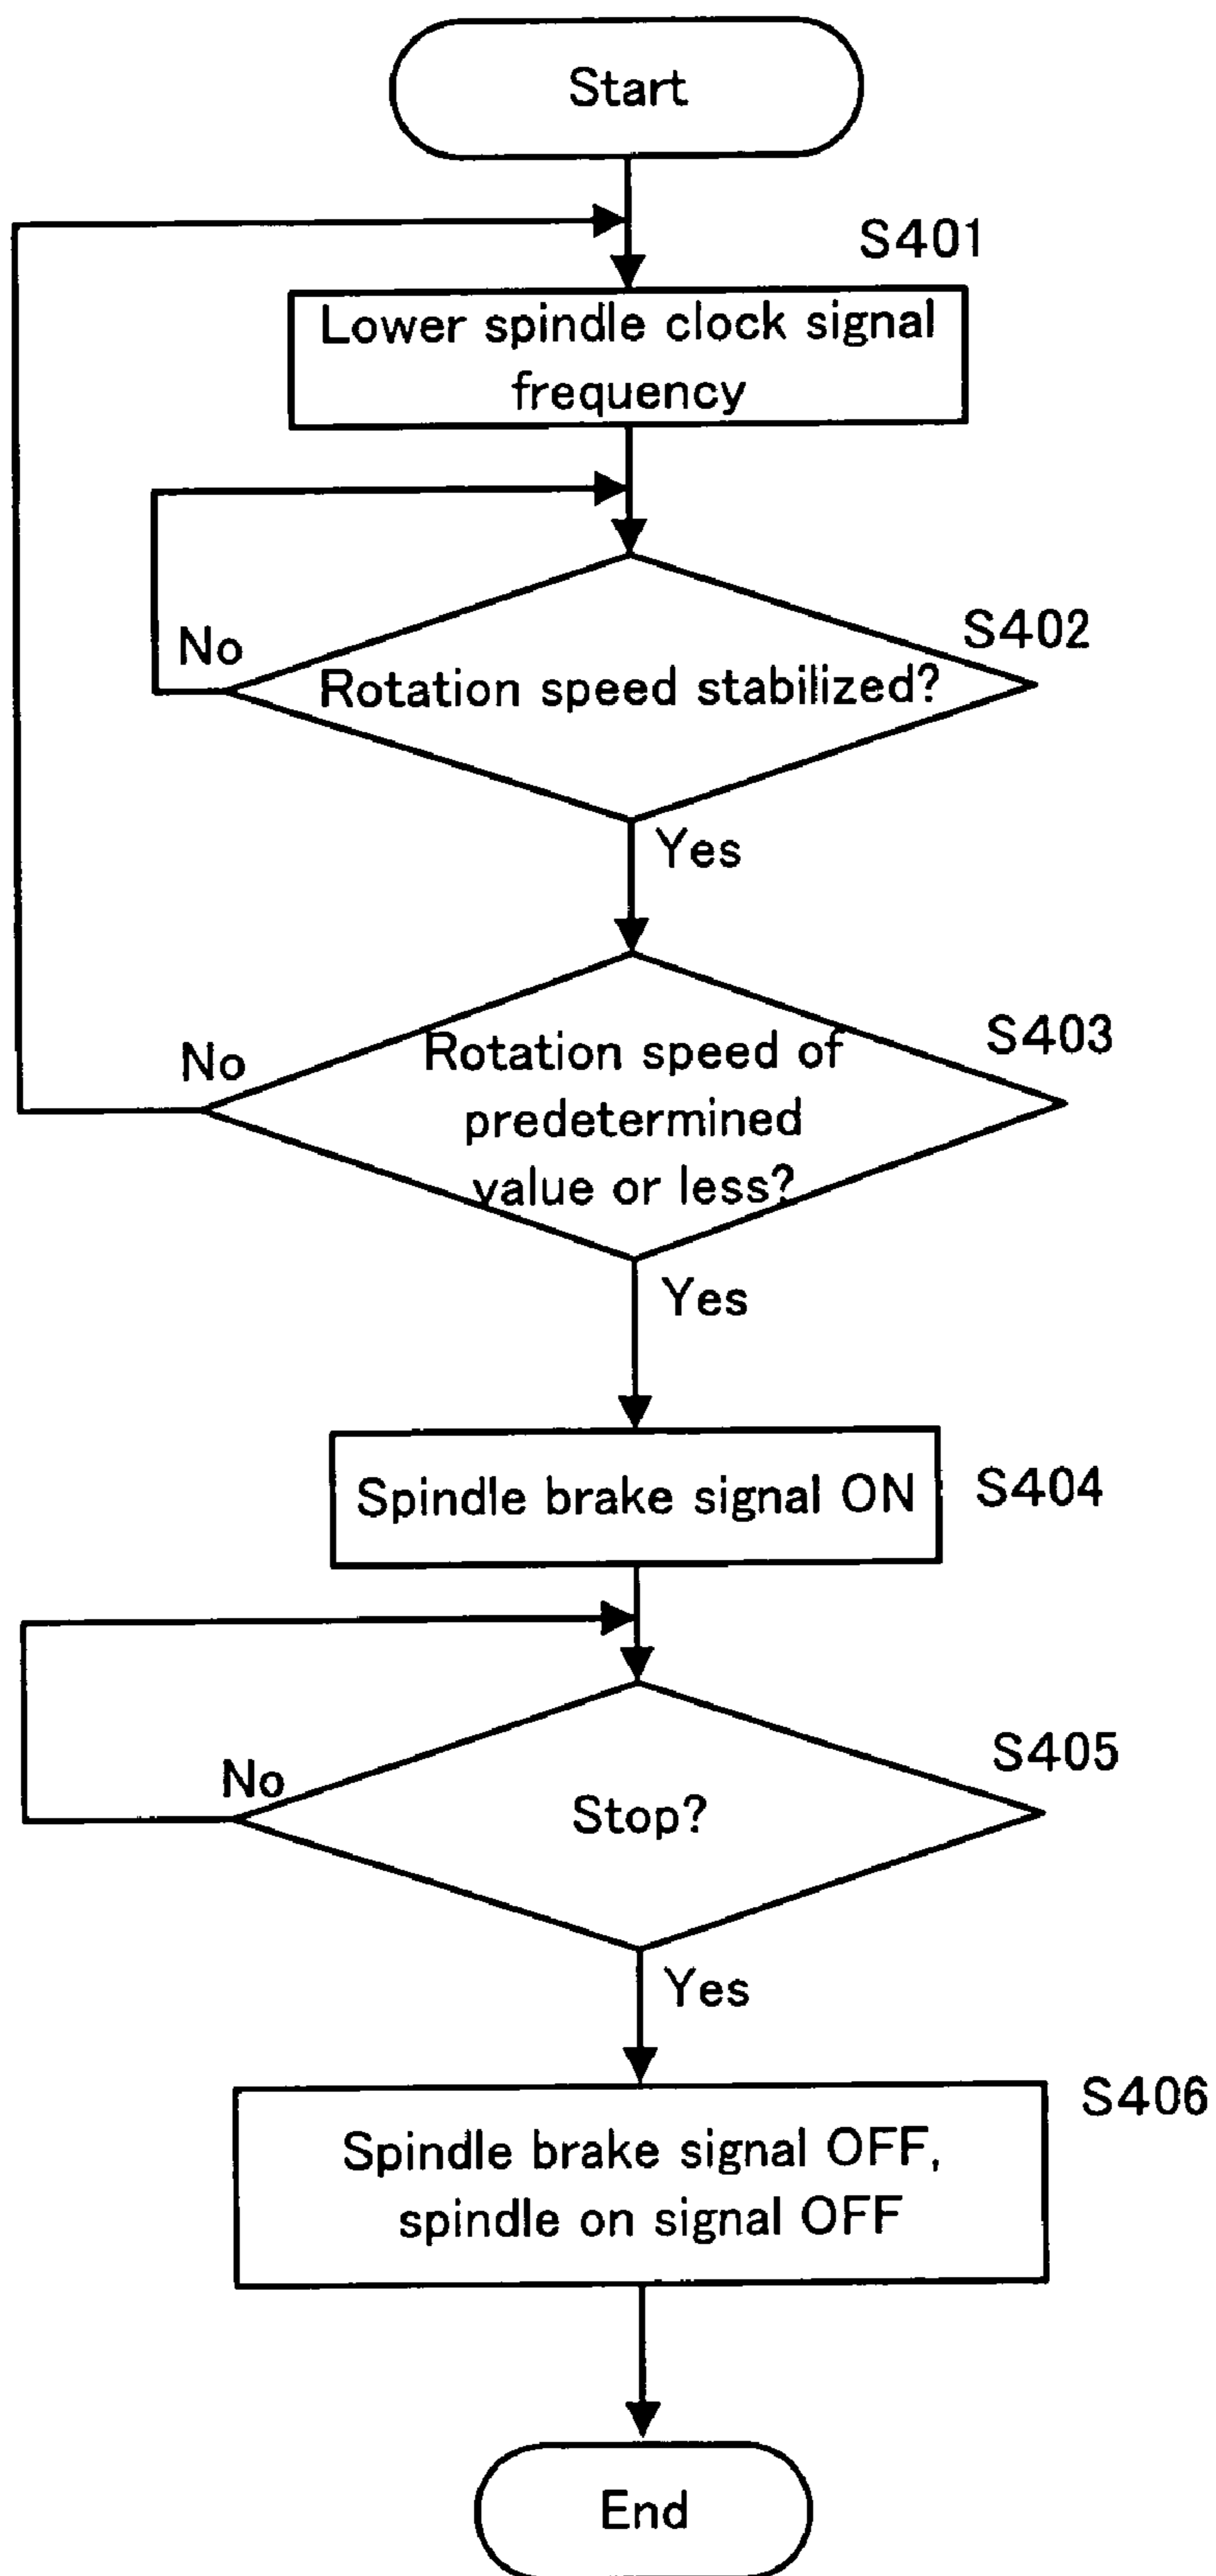 Start
S401
Lower spindle clock signal
frequency
S402
No
Rotation speed stabilized?
Yes
S403
No
Rotation speed of
predetermined
value or less?
Yes
Spindle brake signal ON
S404
S405
No
Stop?
Yes
S406
Spindle brake signal OFF,
spindle on signal OFF
End